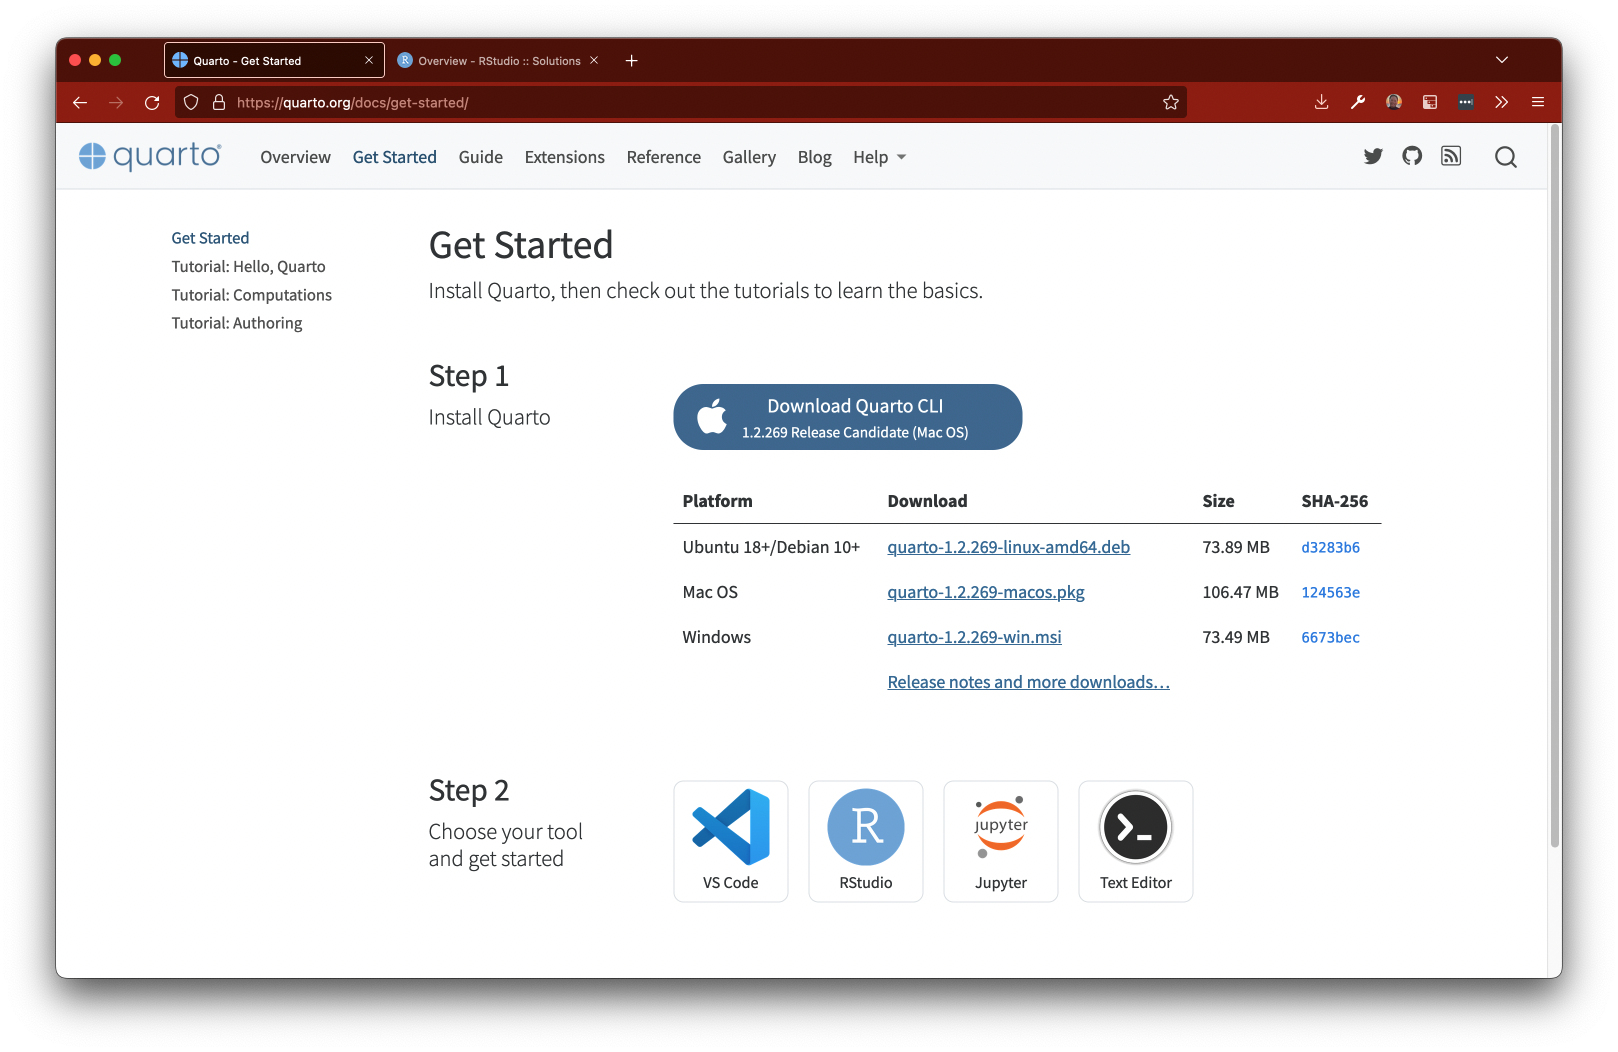 Quarto - Get Started
Overview - RStudio :: Solutions
https://quarto.org/docs/get-started/
quarto
Overview Get Started Guide Extensions Reference Gallery Blog Help
Get Started
Tutorial: Hello, Quarto
Tutorial: Computations
Tutorial: Authoring
Get Started
Install Quarto, then check out the tutorials to learn the basics.
Step 1
Install Quarto
Download Quarto CLI
1.2.269 Release Candidate (Mac OS)
Platform Download Size SHA-256
Ubuntu 18+/Debian 10+ quarto-1.2.269-linux-amd64.deb 73.89 MB d3283b6
Mac OS quarto-1.2.269-macos.pkg 106.47 MB 124563e
Windows quarto-1.2.269-win.msi 73.49 MB 6673bec
Release notes and more downloads...
Step 2
Choose your tool
and get started
R
jupyter
VS Code RStudio Jupyter Text Editor